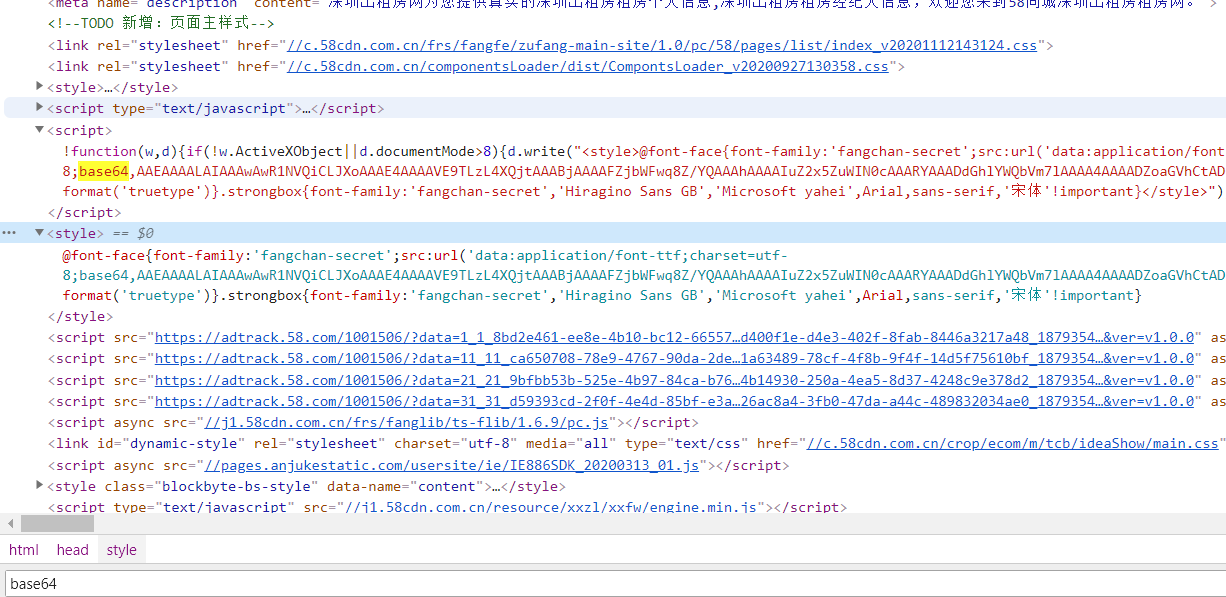 <meta name="description" content="深圳出租房网为您提供真实的深圳出租房租房个人信息,深圳出租房租房经纪人信息，欢迎您来到58同城深圳出租房租房网。">
<!--TODO 新增：页面主样式-->
<link rel="stylesheet" href="//c.58cdn.com.cn/frs/fangfe/zufang-main-site/1.0/pc/58/pages/list/index_v20201112143124.css">
<link rel="stylesheet" href="//c.58cdn.com.cn/componentsLoader/dist/CompontsLoader_v20200927130358.css">
<style>…</style>
<script type="text/javascript">…</script>
<script>
!function(w,d){if(!w.ActiveXObject||d.documentMode>8){d.write("<style>@font-face{font-family:'fangchan-secret';src:url('data:application/font
8;base64,AAEAAAALAIAAAwAwR1NVQiCLJXoAAAE4AAAAVE9TLzL4XQjtAAABjAAAAFZjbWFwq8Z/YQAAAhAAAAIuZ2x5ZuWIN0cAAARYAAADdGhlYWQbVm7lAAAA4AAAADZoaGVhCtAD
format('truetype')}.strongbox{font-family:'fangchan-secret','Hiragino Sans GB','Microsoft yahei',Arial,sans-serif,'宋体'!important}</style>")
</script>
… <style> == $0
@font-face{font-family:'fangchan-secret';src:url('data:application/font-ttf;charset=utf-
8;base64,AAEAAAALAIAAAwAwR1NVQiCLJXoAAAE4AAAAVE9TLzL4XQjtAAABjAAAAFZjbWFwq8Z/YQAAAhAAAAIuZ2x5ZuWIN0cAAARYAAADdGhlYWQbVm7lAAAA4AAAADZoaGVhCtAD
format('truetype')}.strongbox{font-family:'fangchan-secret','Hiragino Sans GB','Microsoft yahei',Arial,sans-serif,'宋体'!important}
</style>
<script src="https://adtrack.58.com/1001506/?data=1_1_8bd2e461-ee8e-4b10-bc12-66557…d400f1e-d4e3-402f-8fab-8446a3217a48_1879354…&ver=v1.0.0" as
<script src="https://adtrack.58.com/1001506/?data=11_11_ca650708-78e9-4767-90da-2de…1a63489-78cf-4f8b-9f4f-14d5f75610bf_1879354…&ver=v1.0.0" as
<script src="https://adtrack.58.com/1001506/?data=21_21_9bfbb53b-525e-4b97-84ca-b76…4b14930-250a-4ea5-8d37-4248c9e378d2_1879354…&ver=v1.0.0" as
<script src="https://adtrack.58.com/1001506/?data=31_31_d59393cd-2f0f-4e4d-85bf-e3a…26ac8a4-3fb0-47da-a44c-489832034ae0_1879354…&ver=v1.0.0" as
<script async src="//j1.58cdn.com.cn/frs/fanglib/ts-flib/1.6.9/pc.js"></script>
<link id="dynamic-style" rel="stylesheet" charset="utf-8" media="all" type="text/css" href="//c.58cdn.com.cn/crop/ecom/m/tcb/ideaShow/main.css"
<script async src="//pages.anjukestatic.com/usersite/ie/IE886SDK_20200313_01.js"></script>
<style class="blockbyte-bs-style" data-name="content">…</style>
<script type="text/javascript" src="//j1.58cdn.com.cn/resource/xxzl/xxfw/engine.min.js"></script>
html head style
base64